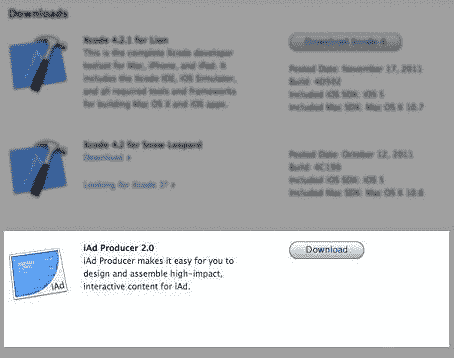 Downloads
Xcode 4.2.1 for Lion
This is the complete Xcode developer
toolset for Mac, iPhone, and iPad. It
includes the Xcode IDE, iOS Simulator,
and all required tools and frameworks
for building Mac OS X and iOS apps.
Download Xcode 4
Posted Date: November 17, 2011
Build: 4D502
Included iOS SDK: iOS 5
Included Mac SDK: Mac OS X 10.7
Xcode 4.2 for Snow Leopard
Download
Looking for Xcode 3?
Posted Date: October 12, 2011
Build: 4C199
Included iOS SDK: iOS 5
Included Mac SDK: Mac OS X 10.6
iAd
iAd Producer 2.0
iAd Producer makes it easy for you to
design and assemble high-impact,
interactive content for iAd.
Download